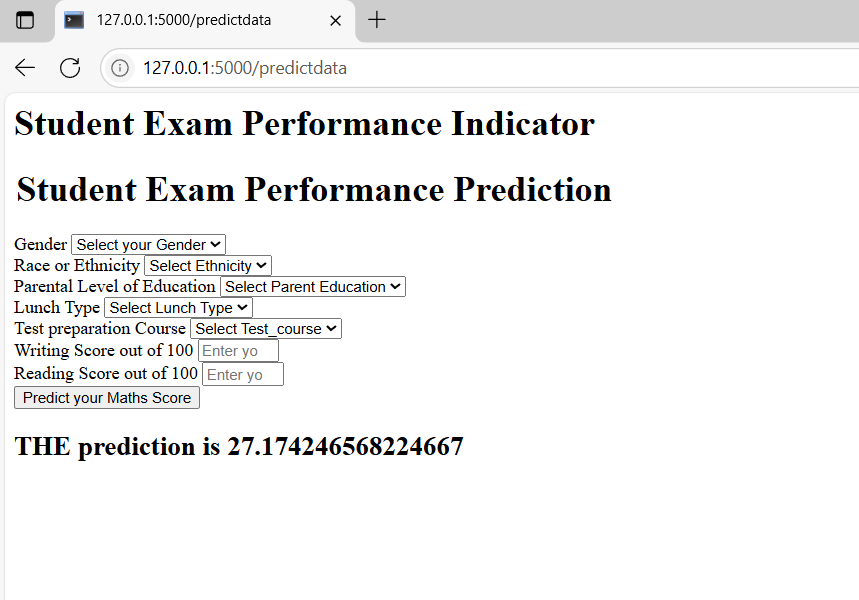 127.0.0.1:5000/predictdata
127.0.0.1:5000/predictdata
Student Exam Performance Indicator
Student Exam Performance Prediction
Gender Select your Gender
Race or Ethnicity Select Ethnicity
Parental Level of Education Select Parent Education
Lunch Type Select Lunch Type
Test preparation Course Select Test_course
Writing Score out of 100 Enter yo
Reading Score out of 100 Enter yo
Predict your Maths Score
THE prediction is 27.174246568224667